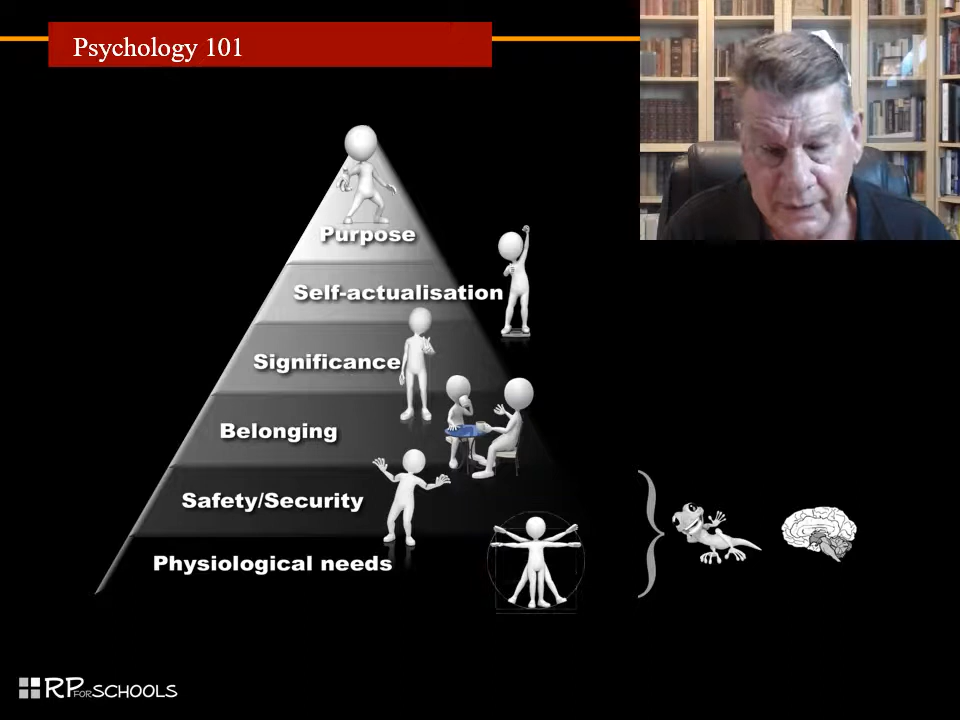 Psychology 101
Purpose
Self-actualisation
Significance
Belonging
Safety/Security
Physiological needs
RP FOR SCHOOLS